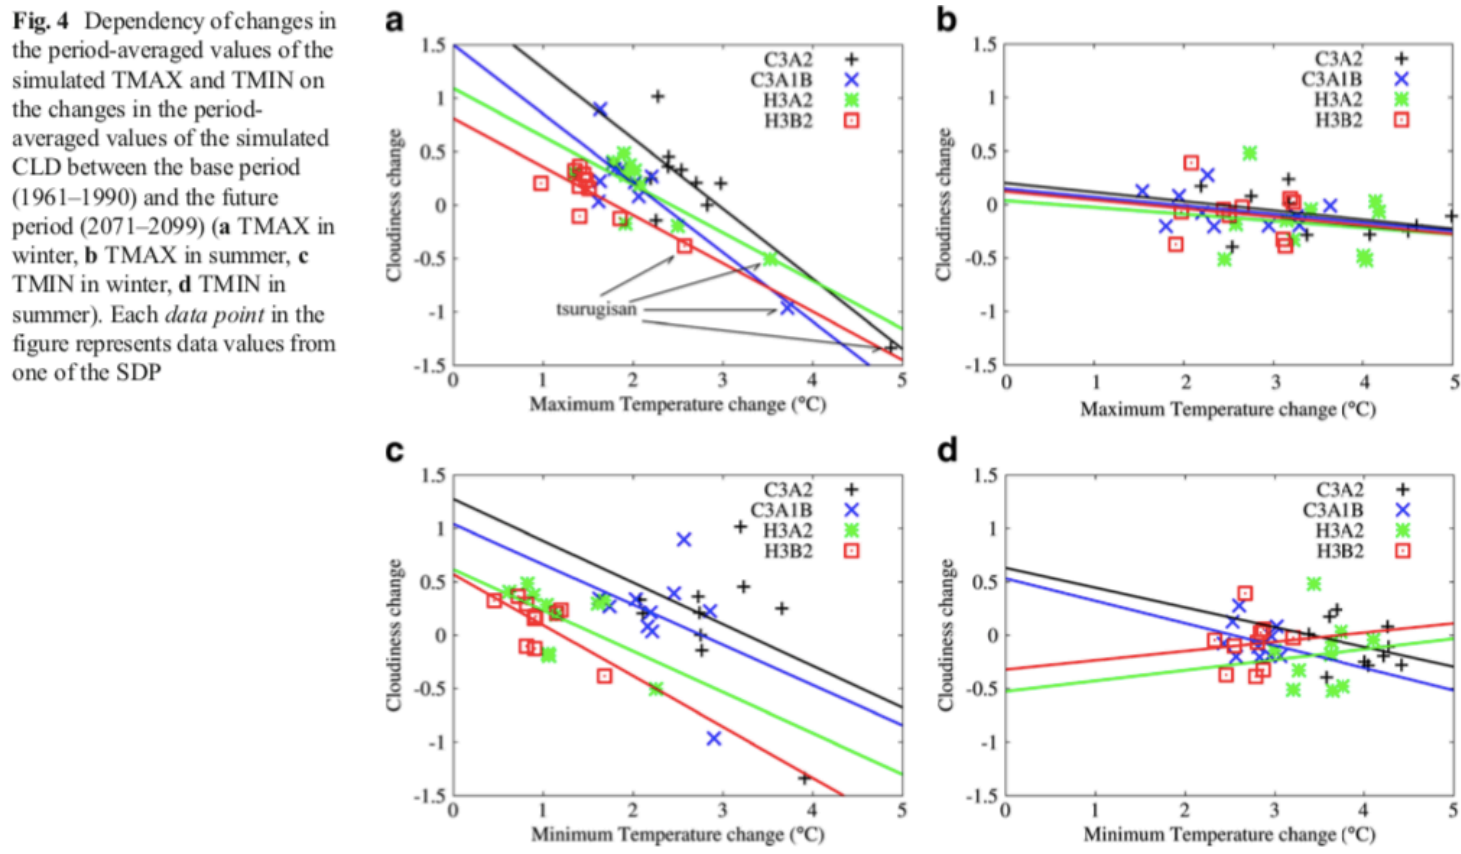 Fig. 4 Dependency of changes in
the period-averaged values of the
simulated TMAX and TMIN on
the changes in the period-
averaged values of the simulated
CLD between the base period
(1961–1990) and the future
period (2071–2099) (a TMAX in
winter, b TMAX in summer, c
TMIN in winter, d TMIN in
summer). Each data point in the
figure represents data values from
one of the SDP
a
1.5
1
0.5
0
-0.5
-1
-1.5
Cloudiness change
C3A2
C3A1B
H3A2
H3B2
tsurugisan
0 1 2 3 4 5
Maximum Temperature change (°C)
b
1.5
1
0.5
0
-0.5
-1
-1.5
Cloudiness change
C3A2
C3A1B
H3A2
H3B2
0 1 2 3 4 5
Maximum Temperature change (°C)
c
1.5
1
0.5
0
-0.5
-1
-1.5
Cloudiness change
C3A2
C3A1B
H3A2
H3B2
0 1 2 3 4 5
Minimum Temperature change (°C)
d
1.5
1
0.5
0
-0.5
-1
-1.5
Cloudiness change
C3A2
C3A1B
H3A2
H3B2
0 1 2 3 4 5
Minimum Temperature change (°C)